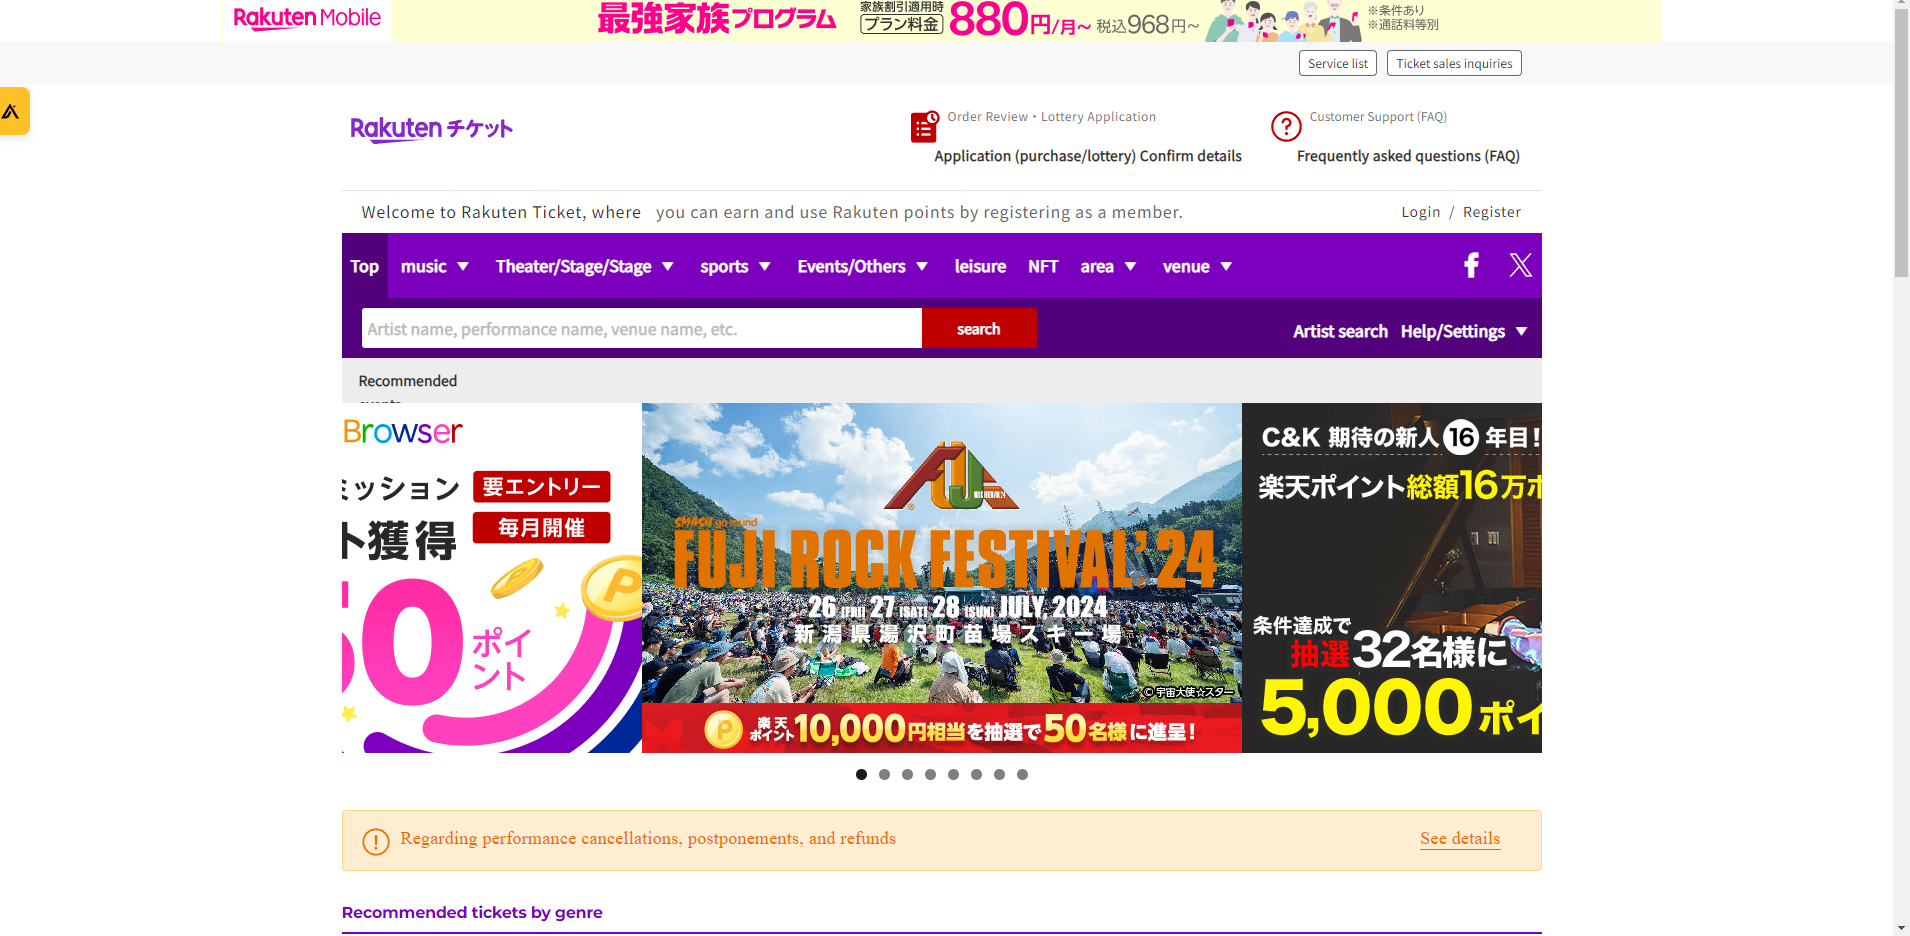 Rakuten Mobile
最強家族プログラム
家族割引適用時
プラン料金
880円/月~
税込968円~
※条件あり
※通話料等別
Service list
Ticket sales inquiries
Rakuten チケット
Order Review・Lottery Application
Application (purchase/lottery) Confirm details
Customer Support (FAQ)
Frequently asked questions (FAQ)
Welcome to Rakuten Ticket, where you can earn and use Rakuten points by registering as a member.
Login / Register
Top music Theater/Stage/Stage sports Events/Others leisure NFT area venue
Artist name, performance name, venue name, etc.
search
Artist search Help/Settings
Recommended
Browser
ミッション
要エントリー
ト獲得
毎月開催
50
ポイ
ント
ROCK FESTIVAL'24
SMASH go round
FUJI ROCK FESTIVAL'24
26 [FRI] 27 [SAT] 28 [SUN] JULY, 2024
新潟県湯沢町苗場スキー場
© 宇宙大使☆スター
楽天
ポイント10,000円相当を抽選で50名様に進呈!
C&K 期待の新人16年目!
楽天ポイント総額16万ポ
条件達成で
抽選32名様に
5,000ポイ
Regarding performance cancellations, postponements, and refunds
See details
Recommended tickets by genre